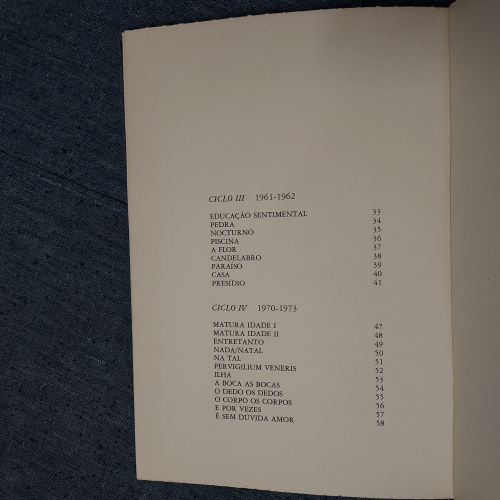 CICLO III 1961-1962
EDUCAÇÃO SENTIMENTAL 33
PEDRA 34
NOCTURNO 35
PISCINA 36
A FLOR 37
CANDELABRO 38
PARAÍSO 39
CASA 40
PRESÍDIO 41
CICLO IV 1970-1973
MATURA IDADE I 47
MATURA IDADE II 48
ENTRETANTO 49
NADA/NATAL 50
NA TAL 51
PERVIGILIUM VENERIS 52
ILHA 53
A BOCA AS BOCAS 54
O DEDO OS DEDOS 55
O CORPO OS CORPOS 56
E POR VEZES 57
É SEM DÚVIDA AMOR 58